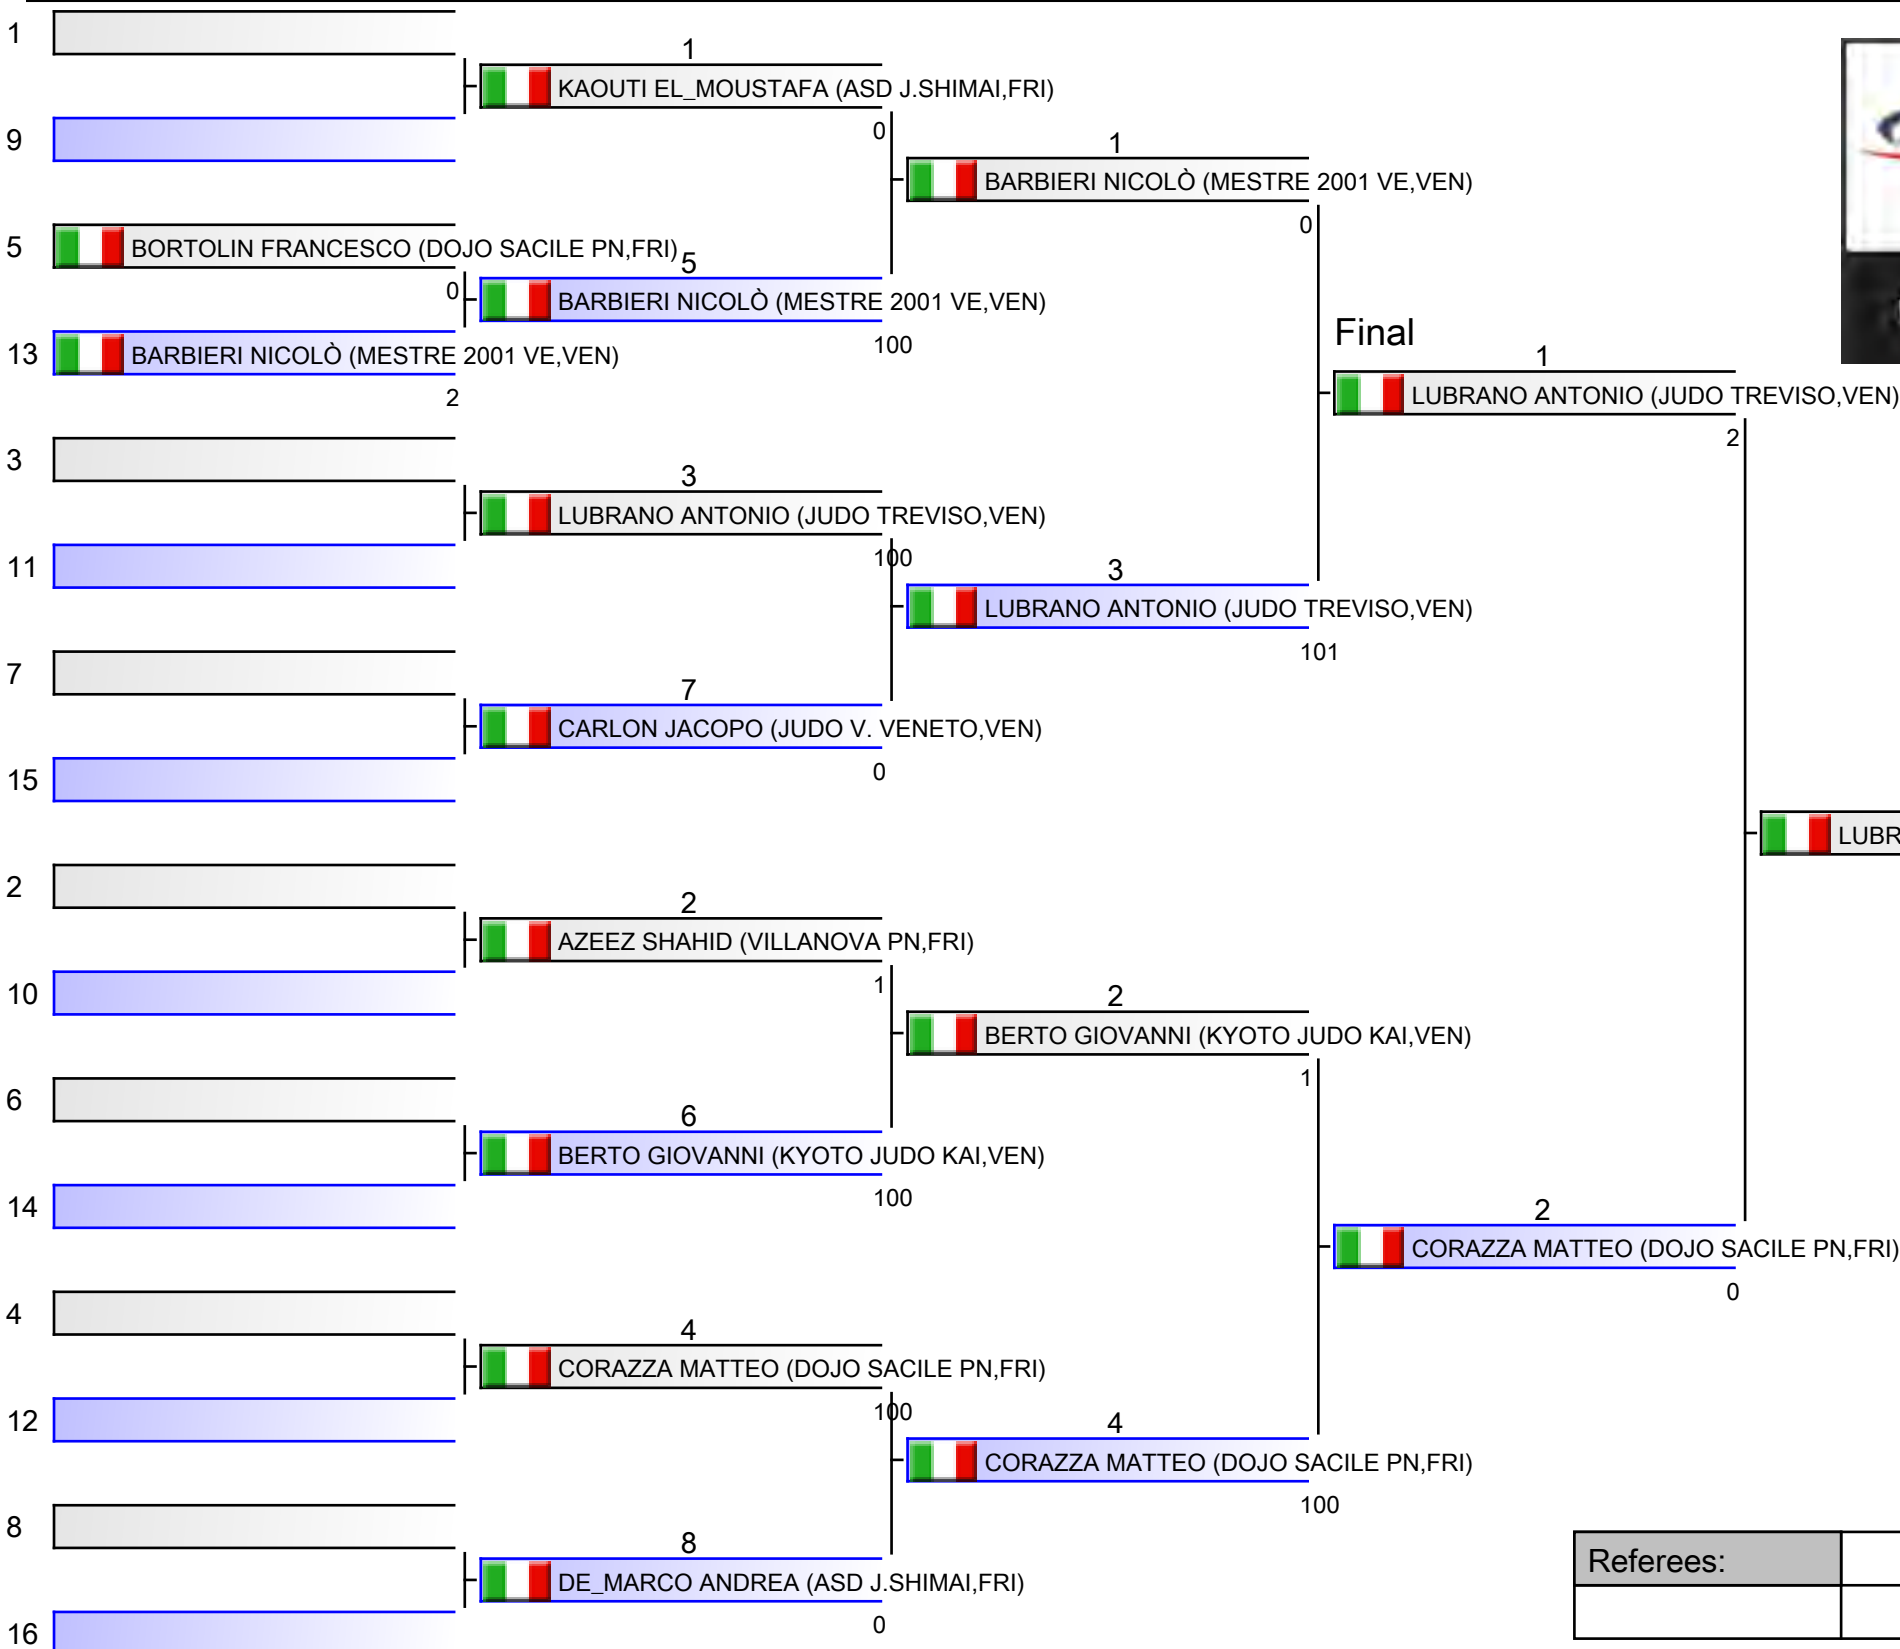 1
1
KAOUTI EL_MOUSTAFA (ASD J.SHIMAI,FRI)
0
9
1
BARBIERI NICOLÒ (MESTRE 2001 VE,VEN)
0
5
BORTOLIN FRANCESCO (DOJO SACILE PN,FRI)
0
5
BARBIERI NICOLÒ (MESTRE 2001 VE,VEN)
100
13
BARBIERI NICOLÒ (MESTRE 2001 VE,VEN)
2
Final
1
LUBRANO ANTONIO (JUDO TREVISO,VEN)
2
3
3
LUBRANO ANTONIO (JUDO TREVISO,VEN)
100
11
3
LUBRANO ANTONIO (JUDO TREVISO,VEN)
101
7
7
CARLON JACOPO (JUDO V. VENETO,VEN)
0
15
LUBR
2
2
AZEEZ SHAHID (VILLANOVA PN,FRI)
1
10
2
BERTO GIOVANNI (KYOTO JUDO KAI,VEN)
1
6
6
BERTO GIOVANNI (KYOTO JUDO KAI,VEN)
100
14
2
CORAZZA MATTEO (DOJO SACILE PN,FRI)
0
4
4
CORAZZA MATTEO (DOJO SACILE PN,FRI)
100
12
4
CORAZZA MATTEO (DOJO SACILE PN,FRI)
100
8
8
DE_MARCO ANDREA (ASD J.SHIMAI,FRI)
0
16
Referees: